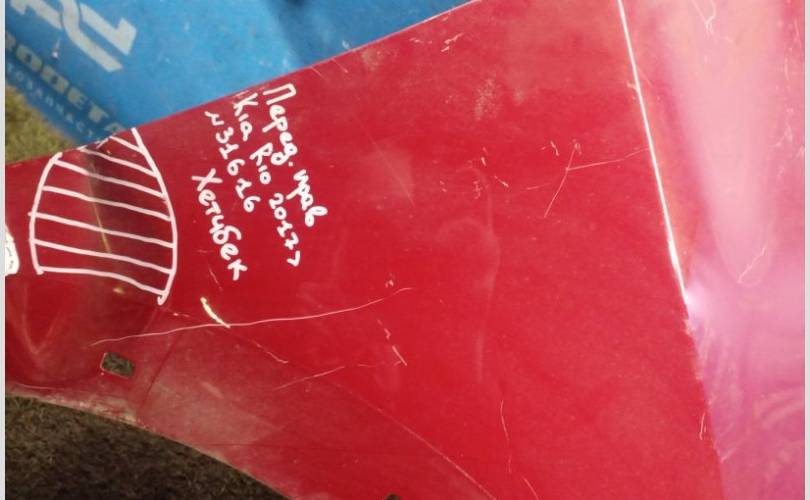 Перед. прав
Kia Rio 2017>
№31616
Хетчбек